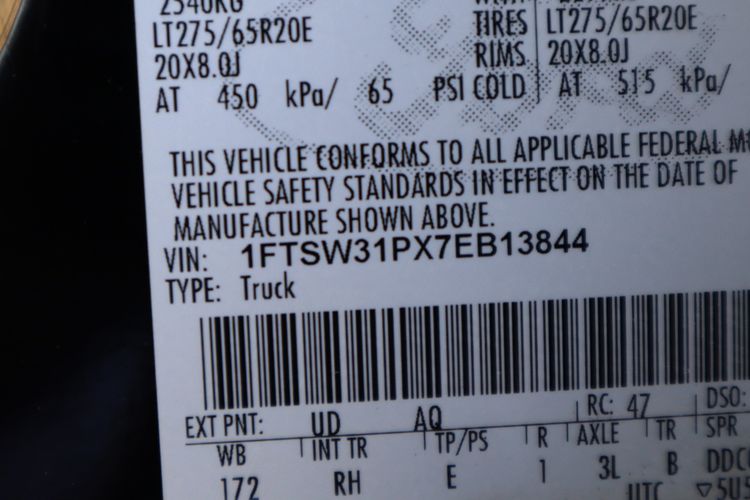 2540KG
LT275/65R20E TIRES LT275/65R20E
20X8.0J RIMS 20X8.0J
AT 450 kPa/ 65 PSI COLD AT 515 kPa/
THIS VEHICLE CONFORMS TO ALL APPLICABLE FEDERAL
VEHICLE SAFETY STANDARDS IN EFFECT ON THE DATE OF
MANUFACTURE SHOWN ABOVE.
VIN: 1FTSW31PX7EB13844
TYPE: Truck
EXT PNT: UD AQ RC: 47 DSO:
WB INT TR TP/PS R AXLE TR SPR
172 RH E 1 3L B
UTC